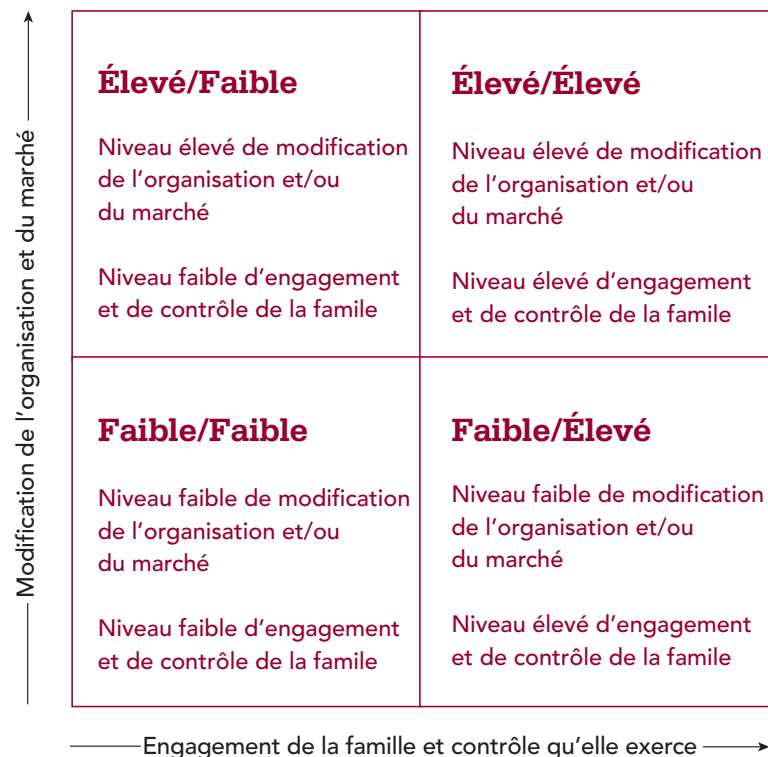 Modification de l'organisation et du marché
Élevé/Faible
Niveau élevé de modification
de l'organisation et/ou
du marché
Niveau faible d'engagement
et de contrôle de la famile
Élevé/Élevé
Niveau élevé de modification
de l'organisation et/ou
du marché
Niveau élevé d'engagement
et de contrôle de la famile
Faible/Faible
Niveau faible de modification
de l'organisation et/ou
du marché
Niveau faible d'engagement
et de contrôle de la famile
Faible/Élevé
Niveau faible de modification
de l'organisation et/ou
du marché
Niveau élevé d'engagement
et de contrôle de la famile
Engagement de la famille et contrôle qu'elle exerce